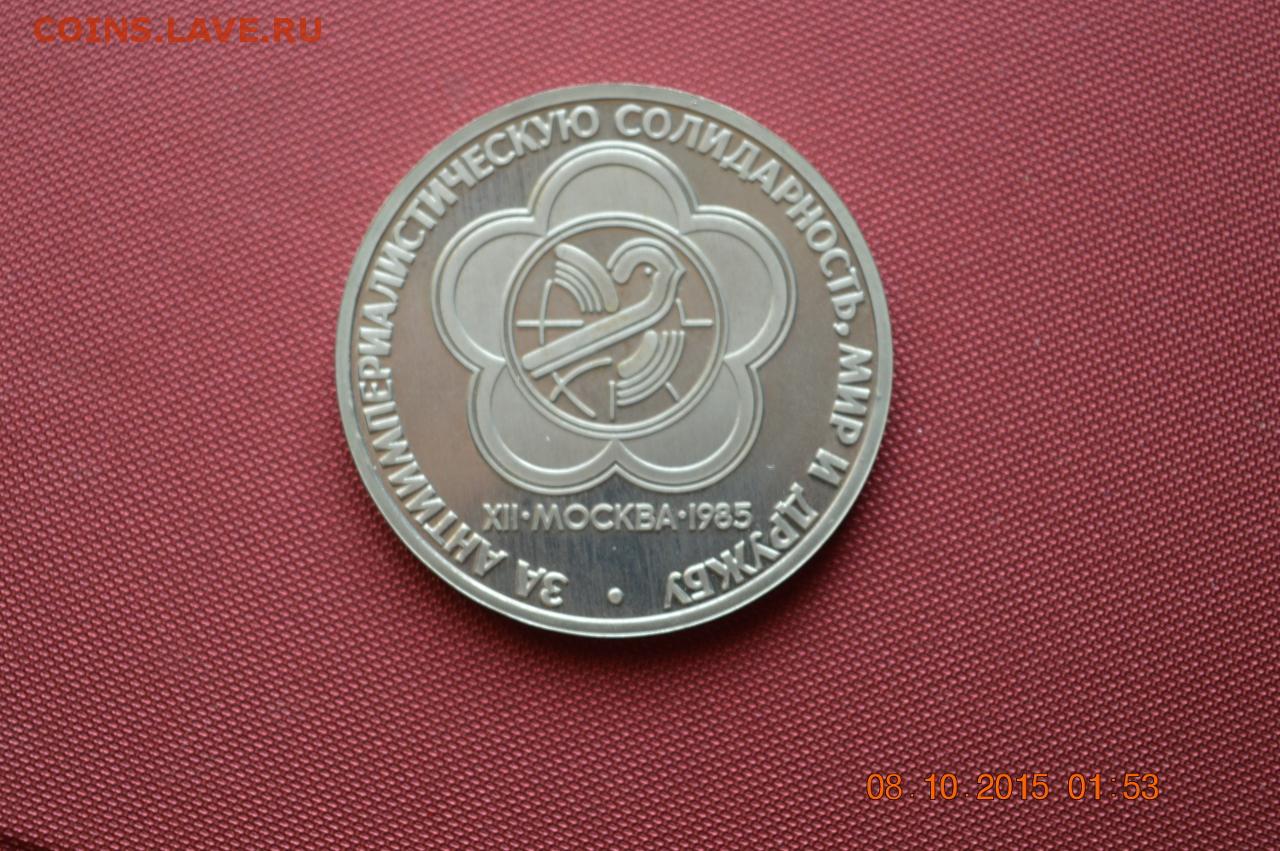 COINS.LAVE.RU
ЗА АНТИИМПЕРИАЛИСТИЧЕСКУЮ СОЛИДАРНОСТЬ, МИР И ДРУЖБУ •
XII•МОСКВА•1985
08.10.2015 01:53